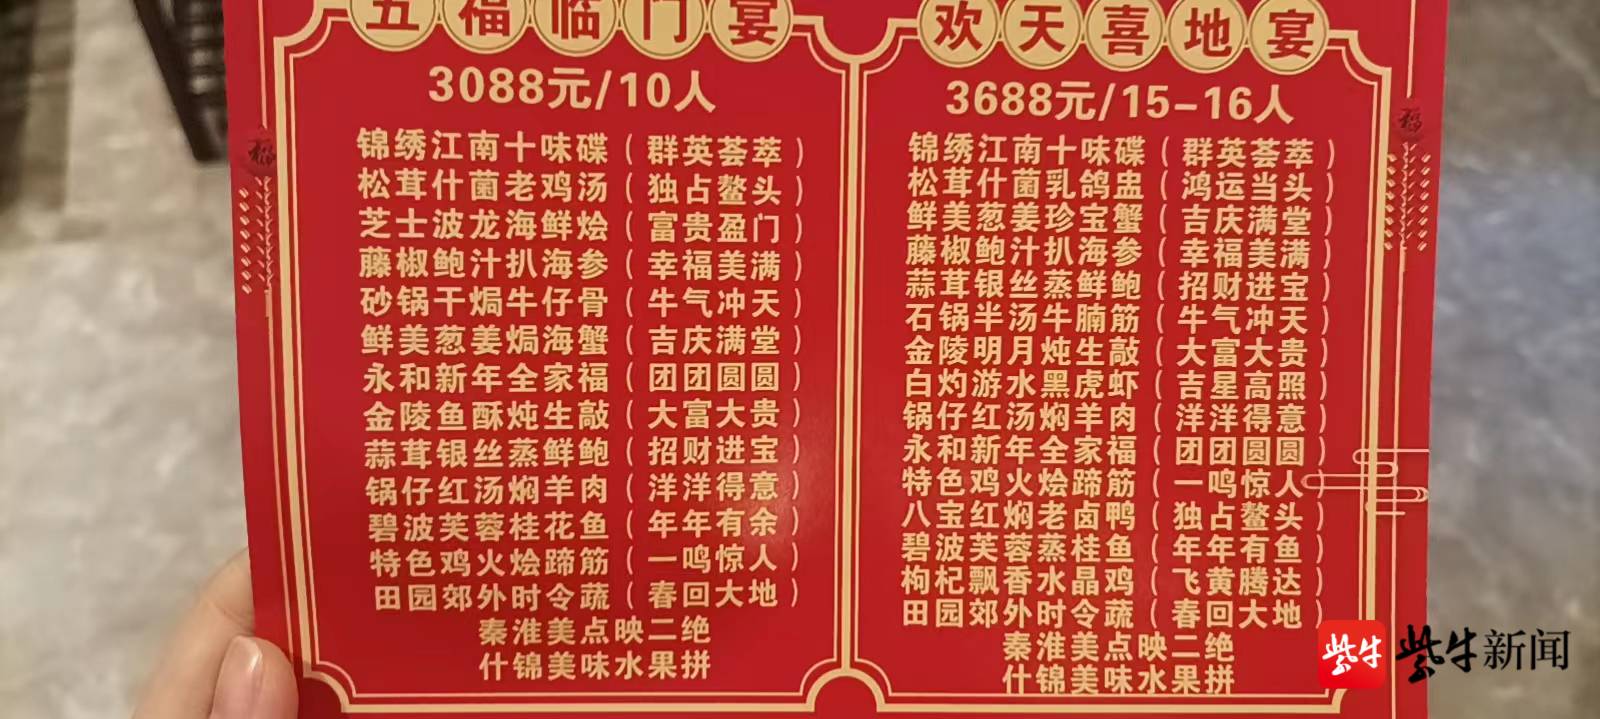 五福临门宴
3088元/10人
锦绣江南十味碟（群英荟萃）
松茸什菌老鸡汤（独占鳌头）
芝士波龙海鲜烩（富贵盈门）
藤椒鲍汁扒海参（幸福美满）
砂锅干焗牛仔骨（牛气冲天）
鲜美葱姜焗海蟹（吉庆满堂）
永和新年全家福（团团圆圆）
金陵鱼酥炖生敲（大富大贵）
蒜茸银丝蒸鲜鲍（招财进宝）
锅仔红汤焖羊肉（洋洋得意）
碧波芙蓉桂花鱼（年年有余）
特色鸡火烩蹄筋（一鸣惊人）
田园郊外时令蔬（春回大地）
秦淮美点映二绝
什锦美味水果拼
欢天喜地宴
3688元/15-16人
锦绣江南十味碟（群英荟萃）
松茸什菌乳鸽盅（鸿运当头）
鲜美葱姜珍宝蟹（吉庆满堂）
藤椒鲍汁扒海参（幸福美满）
蒜茸银丝蒸鲜鲍（招财进宝）
石锅半汤牛腩筋（牛气冲天）
金陵明月炖生敲（大富大贵）
白灼游水黑虎虾（吉星高照）
锅仔红汤焖羊肉（洋洋得意）
永和新年全家福（团团圆圆）
特色鸡火烩蹄筋（一鸣惊人）
八宝红焖老卤鸭（独占鳌头）
碧波芙蓉蒸桂鱼（年年有鱼）
枸杞飘香水晶鸡（飞黄腾达）
田园郊外时令蔬（春回大地）
秦淮美点映二绝
什锦美味水果拼
福
福
紫牛
紫牛新闻